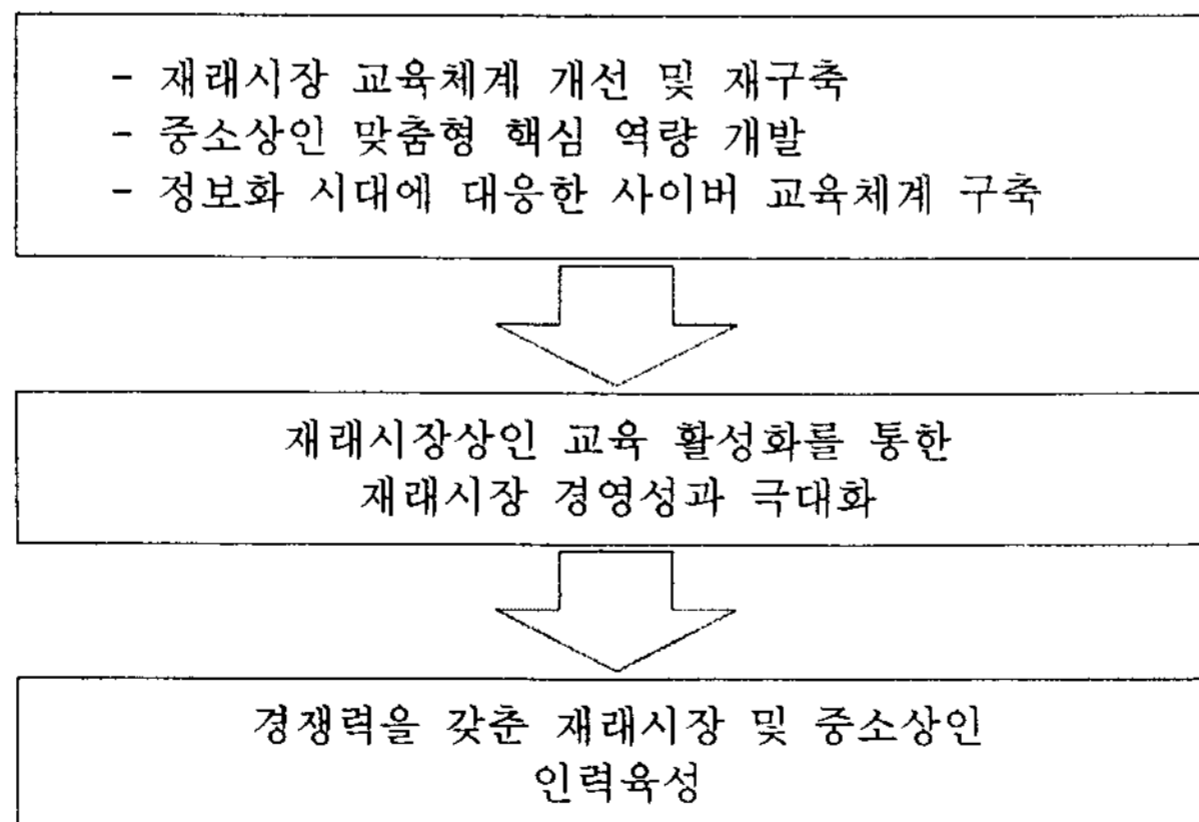 - 재래시장 교육체계 개선 및 재구축
- 중소상인 맞춤형 핵심 역량 개발
- 정보화 시대에 대응한 사이버 교육체계 구축
재래시장상인 교육 활성화를 통한
재래시장 경영성과 극대화
경쟁력을 갖춘 재래시장 및 중소상인
인력육성